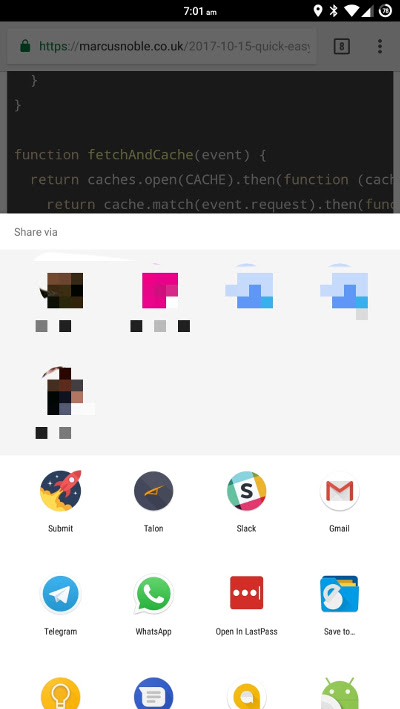 7:01 am
78
https://marcusnoble.co.uk/2017-10-15-quick-easy
8
}
}
function fetchAndCache(event) {
return caches.open(CACHE).then(function (cach
return cache.match(event.request).then(func
Share via
S
Submit
Talon
Slack
Gmail
Telegram
WhatsApp
Open In LastPass
Save to...